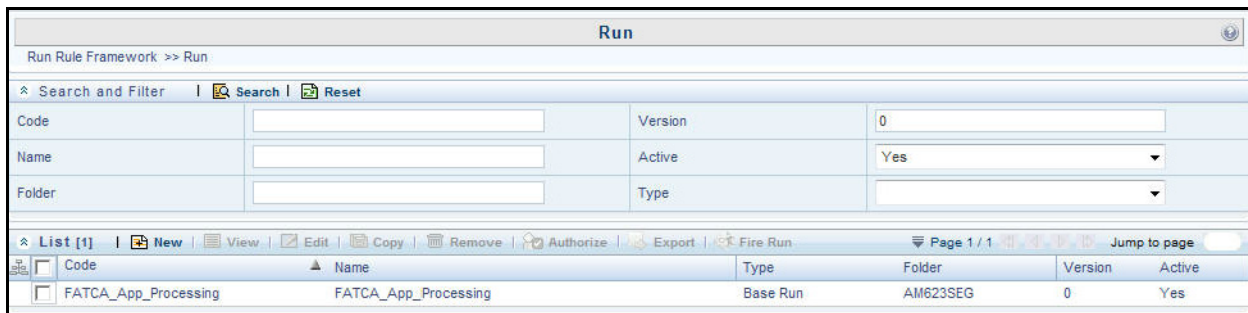 Run
Run Rule Framework >> Run
Search and Filter | Search | Reset
Code Version 0
Name Active Yes
Folder Type
List [1] | New | View | Edit | Copy | Remove | Authorize | Export | Fire Run Page 1 / 1 Jump to page
Code Name Type Folder Version Active
FATCA_App_Processing FATCA_App_Processing Base Run AM623SEG 0 Yes